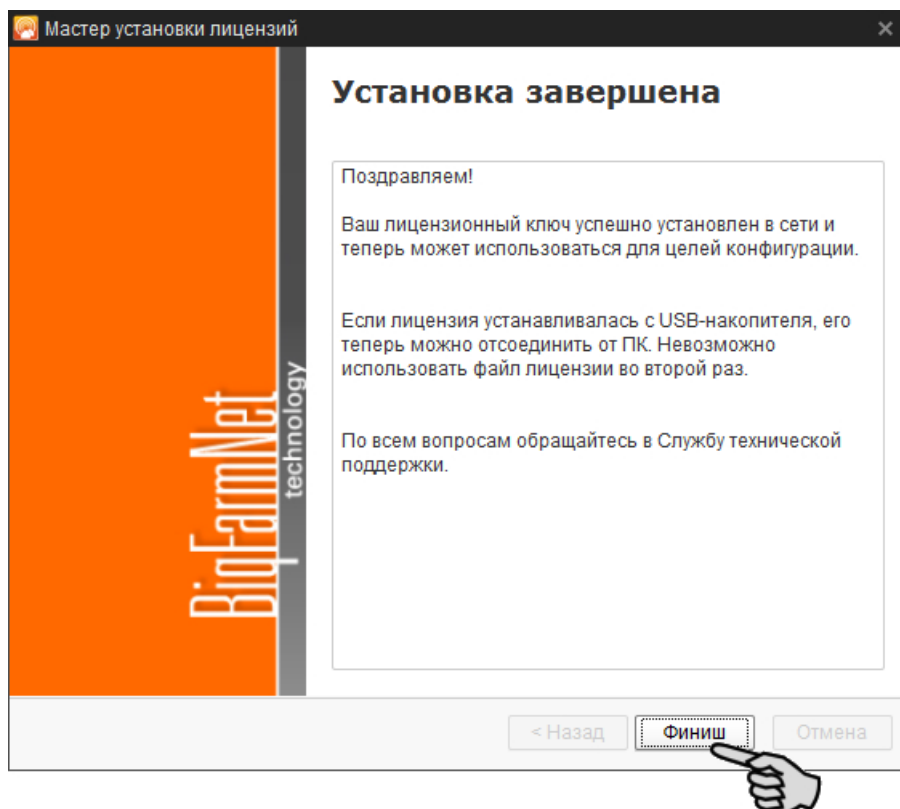 Мастер установки лицензий
Установка завершена
Поздравляем!
Ваш лицензионный ключ успешно установлен в сети и
теперь может использоваться для целей конфигурации.
Если лицензия устанавливалась с USB-накопителя, его
теперь можно отсоединить от ПК. Невозможно
использовать файл лицензии во второй раз.
По всем вопросам обращайтесь в Службу технической
поддержки.
BigFarmNet
technology
< Назад
Финиш
Отмена